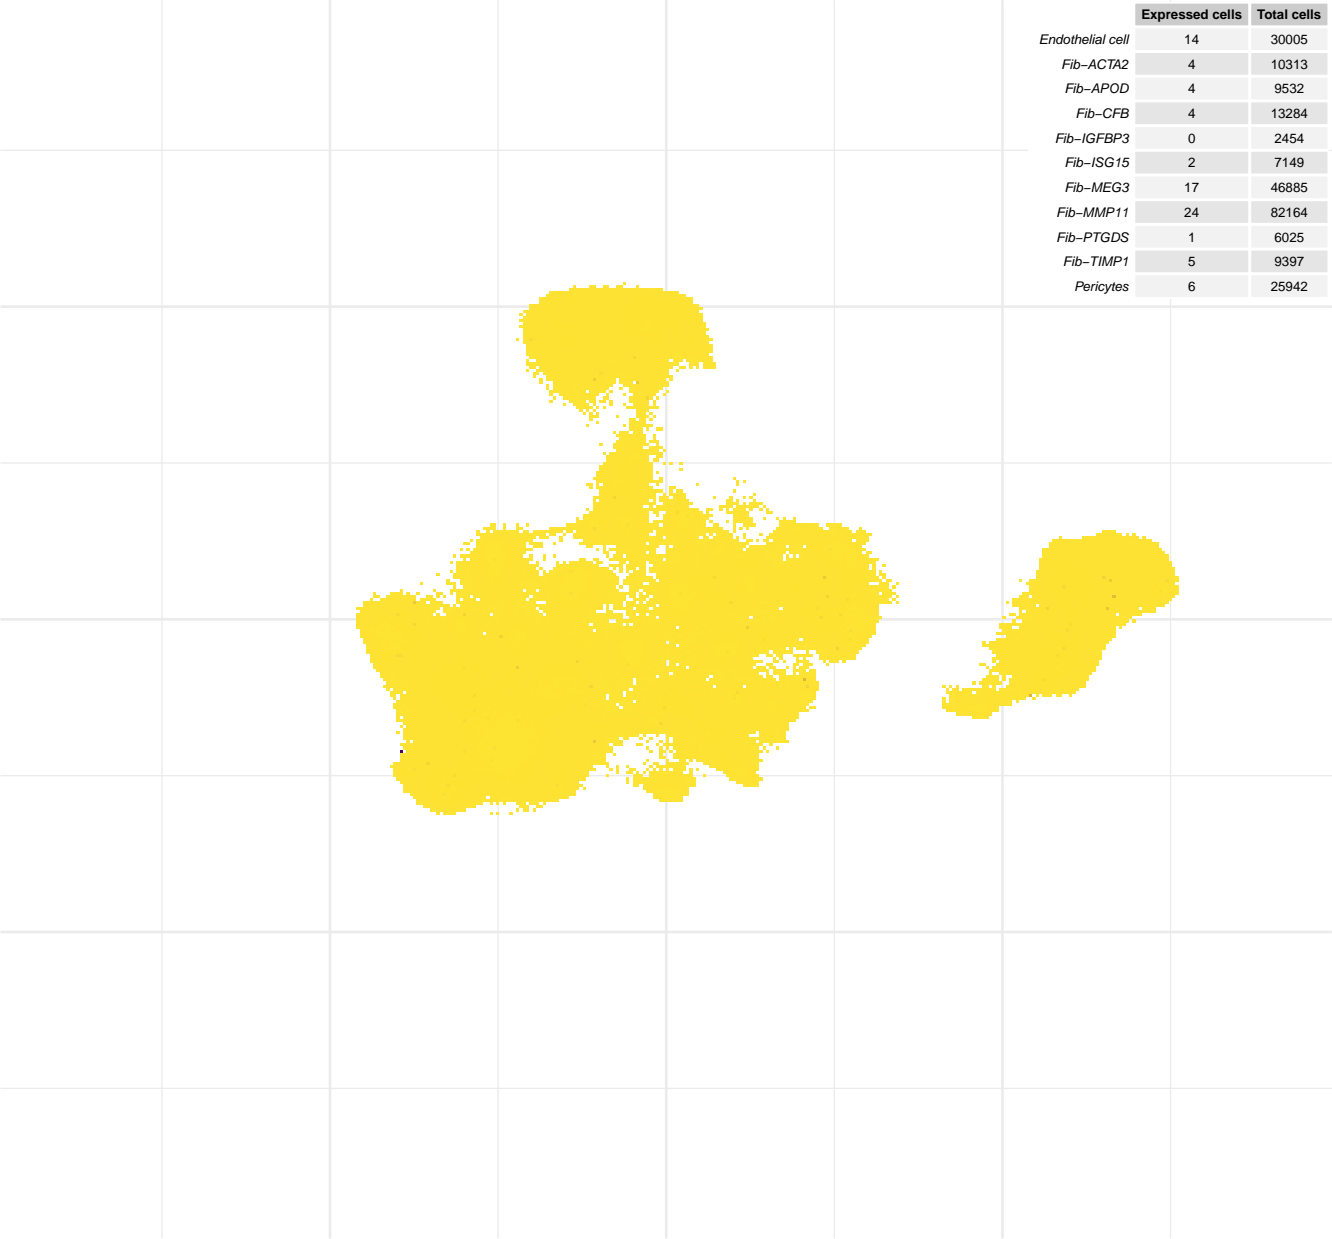 Expressed cells Total cells
Endothelial cell 14 30005
Fib−ACTA2 4 10313
Fib−APOD 4 9532
Fib−CFB 4 13284
Fib−IGFBP3 0 2454
Fib−ISG15 2 7149
Fib−MEG3 17 46885
Fib−MMP11 24 82164
Fib−PTGDS 1 6025
Fib−TIMP1 5 9397
Pericytes 6 25942